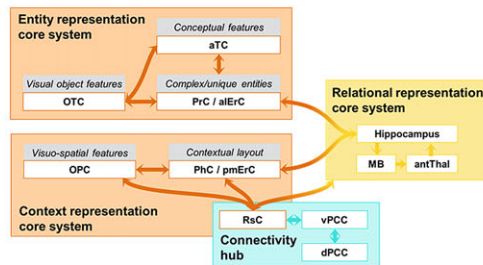 Entity representation
core system
Conceptual features
aTC
Visual object features
OTC
Complex/unique entities
PrC / alErC
Relational representation
core system
Hippocampus
MB
antThal
Visuo-spatial features
OPC
Contextual layout
PhC / pmErC
Context representation
core system
RsC
vPCC
Connectivity
hub
dPCC